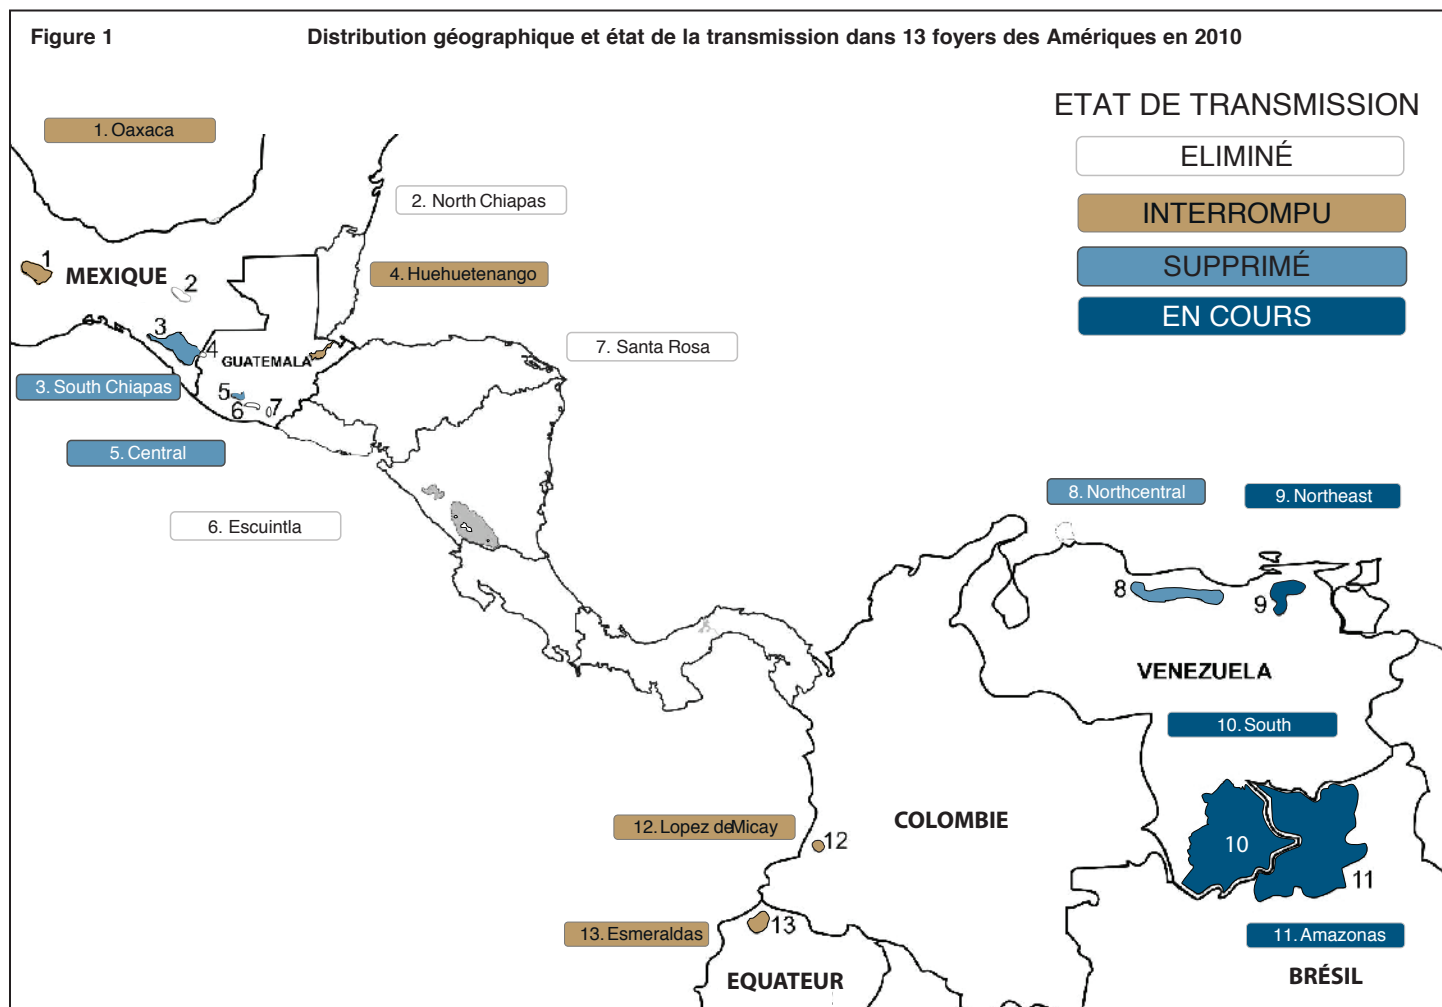 Figure 1
Distribution géographique et état de la transmission dans 13 foyers des Amériques en 2010
ETAT DE TRANSMISSION
ELIMINÉ
INTERROMPU
SUPPRIMÉ
EN COURS
1. Oaxaca
2. North Chiapas
1
MEXIQUE
2
4. Huehuetenango
3
4
GUATEMALA
7. Santa Rosa
3. South Chiapas
5
6
7
5. Central
6. Escuintla
8. Northcentral
9. Northeast
8
9
VENEZUELA
10. South
12. Lopez de Micay
12
COLOMBIE
10
11
13. Esmeraldas
13
11. Amazonas
EQUATEUR
BRÉSIL